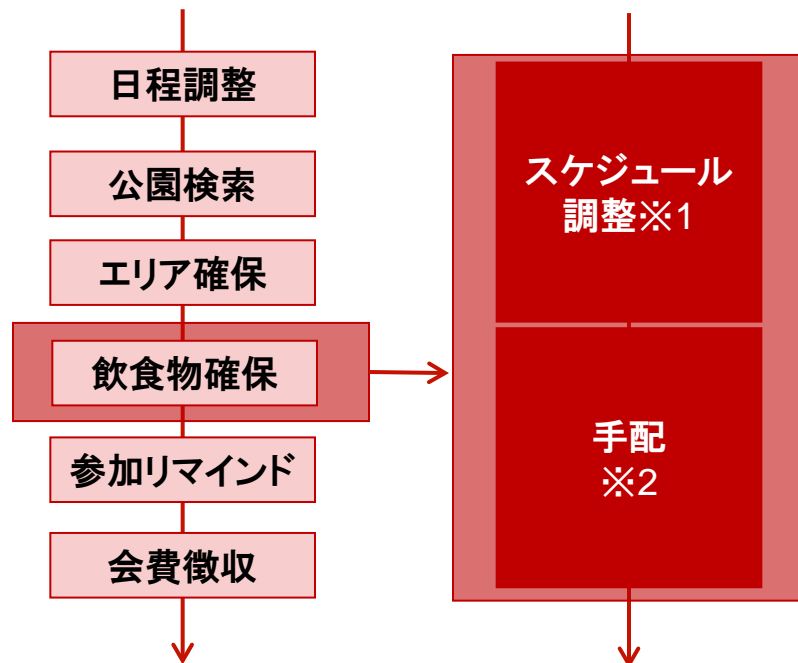 日程調整
公園検索
エリア確保
飲食物確保
参加リマインド
会費徴収
スケジュール
調整※1
手配
※2